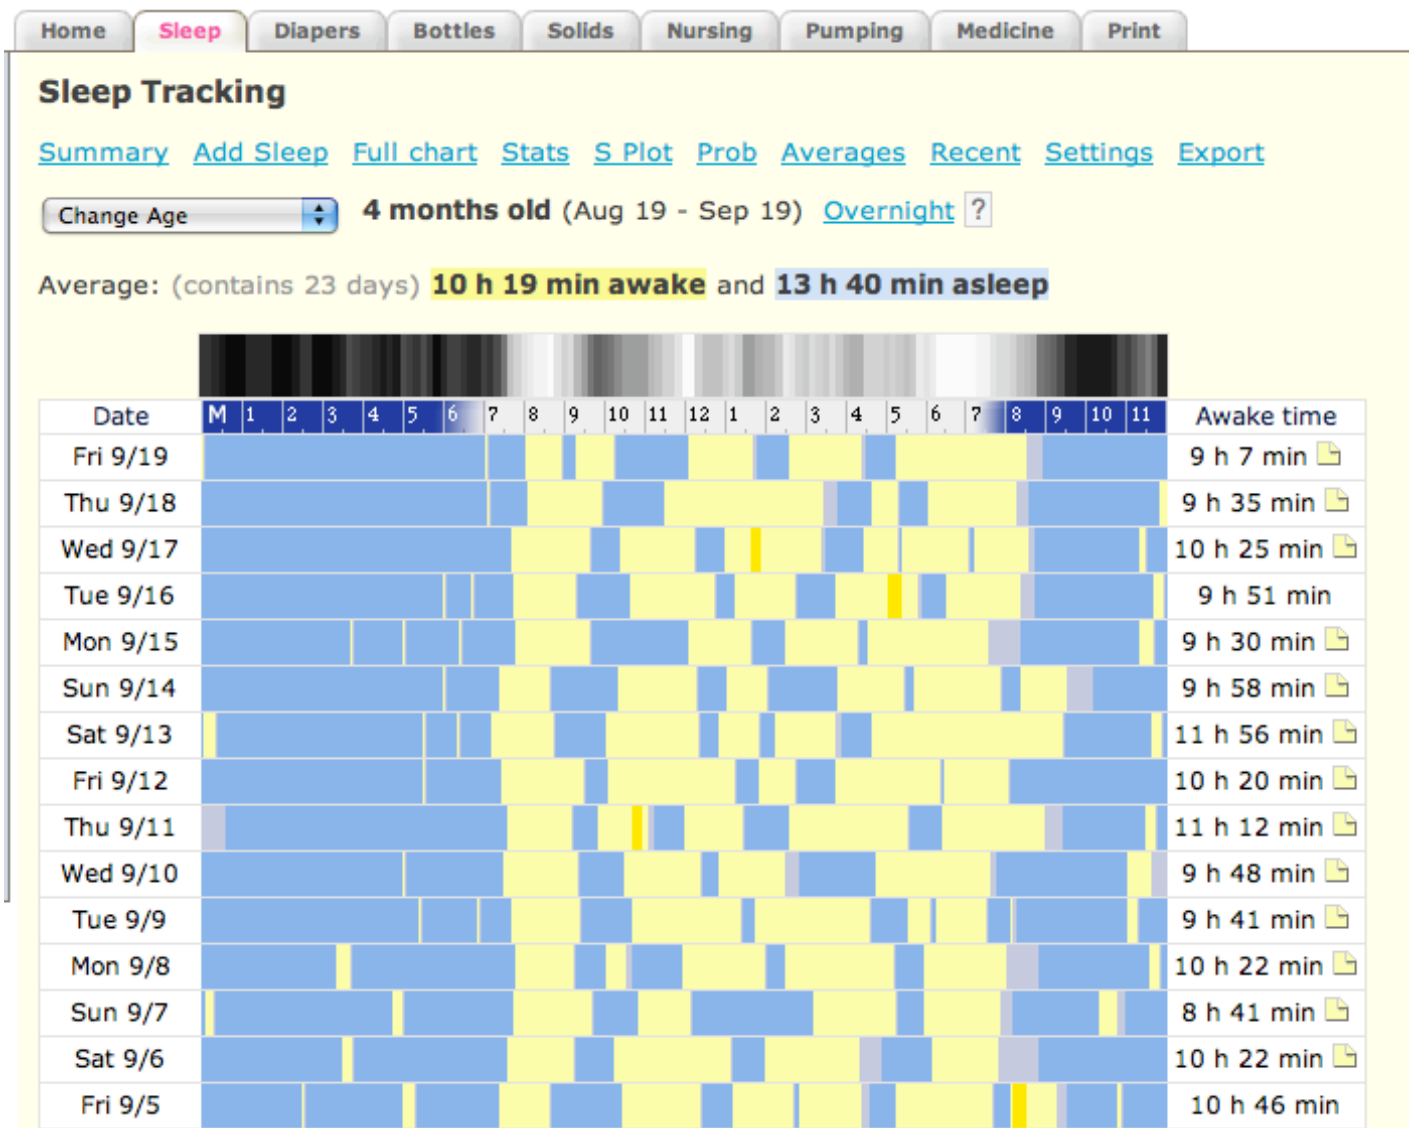 Home Sleep Diapers Bottles Solids Nursing Pumping Medicine Print
Sleep Tracking
Summary Add Sleep Full chart Stats S Plot Prob Averages Recent Settings Export
Change Age 4 months old (Aug 19 - Sep 19) Overnight ?
Average: (contains 23 days) 10 h 19 min awake and 13 h 40 min asleep
Date M 1 2 3 4 5 6 7 8 9 10 11 12 1 2 3 4 5 6 7 8 9 10 11 Awake time
Fri 9/19 9 h 7 min
Thu 9/18 9 h 35 min
Wed 9/17 10 h 25 min
Tue 9/16 9 h 51 min
Mon 9/15 9 h 30 min
Sun 9/14 9 h 58 min
Sat 9/13 11 h 56 min
Fri 9/12 10 h 20 min
Thu 9/11 11 h 12 min
Wed 9/10 9 h 48 min
Tue 9/9 9 h 41 min
Mon 9/8 10 h 22 min
Sun 9/7 8 h 41 min
Sat 9/6 10 h 22 min
Fri 9/5 10 h 46 min